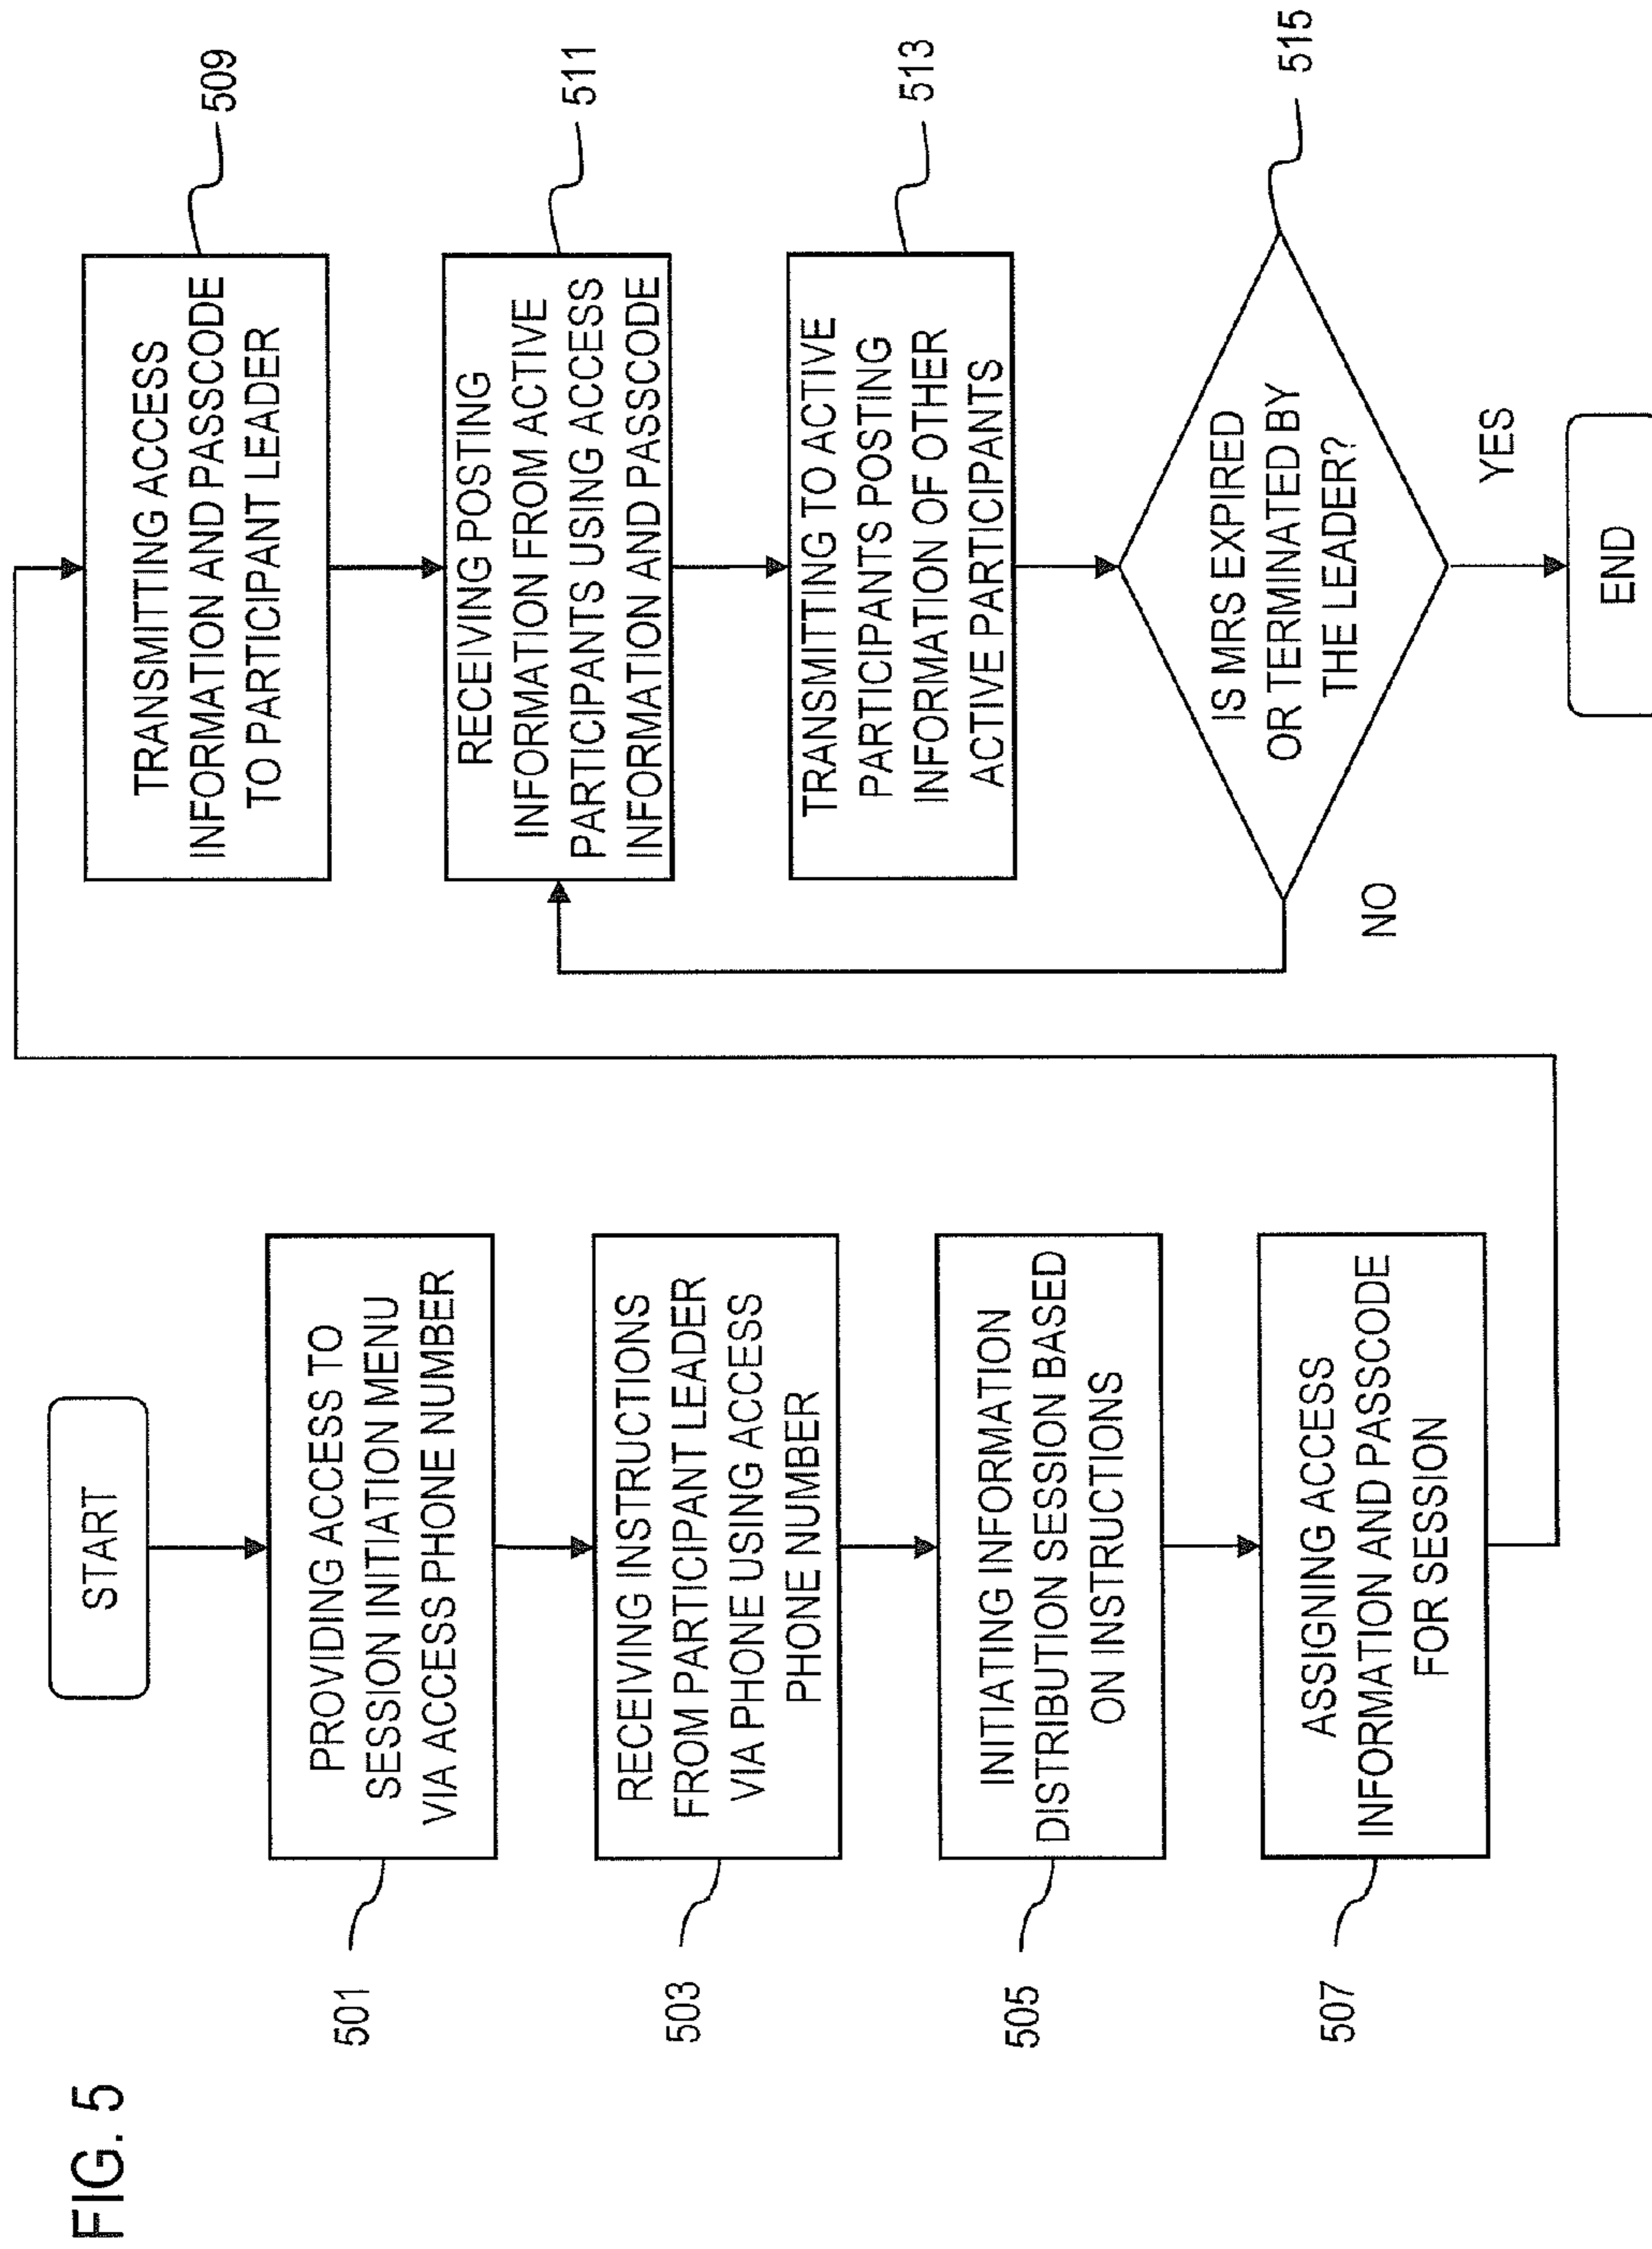 FIG. 5
START
PROVIDING ACCESS TO
SESSION INITIATION MENU
VIA ACCESS PHONE NUMBER
501
RECEIVING INSTRUCTIONS
FROM PARTICIPANT LEADER
VIA PHONE USING ACCESS
PHONE NUMBER
503
INITIATING INFORMATION
DISTRIBUTION SESSION BASED
ON INSTRUCTIONS
505
ASSIGNING ACCESS
INFORMATION AND PASSCODE
FOR SESSION
507
TRANSMITTING ACCESS
INFORMATION AND PASSCODE
TO PARTICIPANT LEADER
509
RECEIVING POSTING
INFORMATION FROM ACTIVE
PARTICIPANTS USING ACCESS
INFORMATION AND PASSCODE
511
TRANSMITTING TO ACTIVE
PARTICIPANTS POSTING
INFORMATION OF OTHER
ACTIVE PARTICIPANTS
513
IS MRS EXPIRED
OR TERMINATED BY
THE LEADER?
515
NO
YES
END